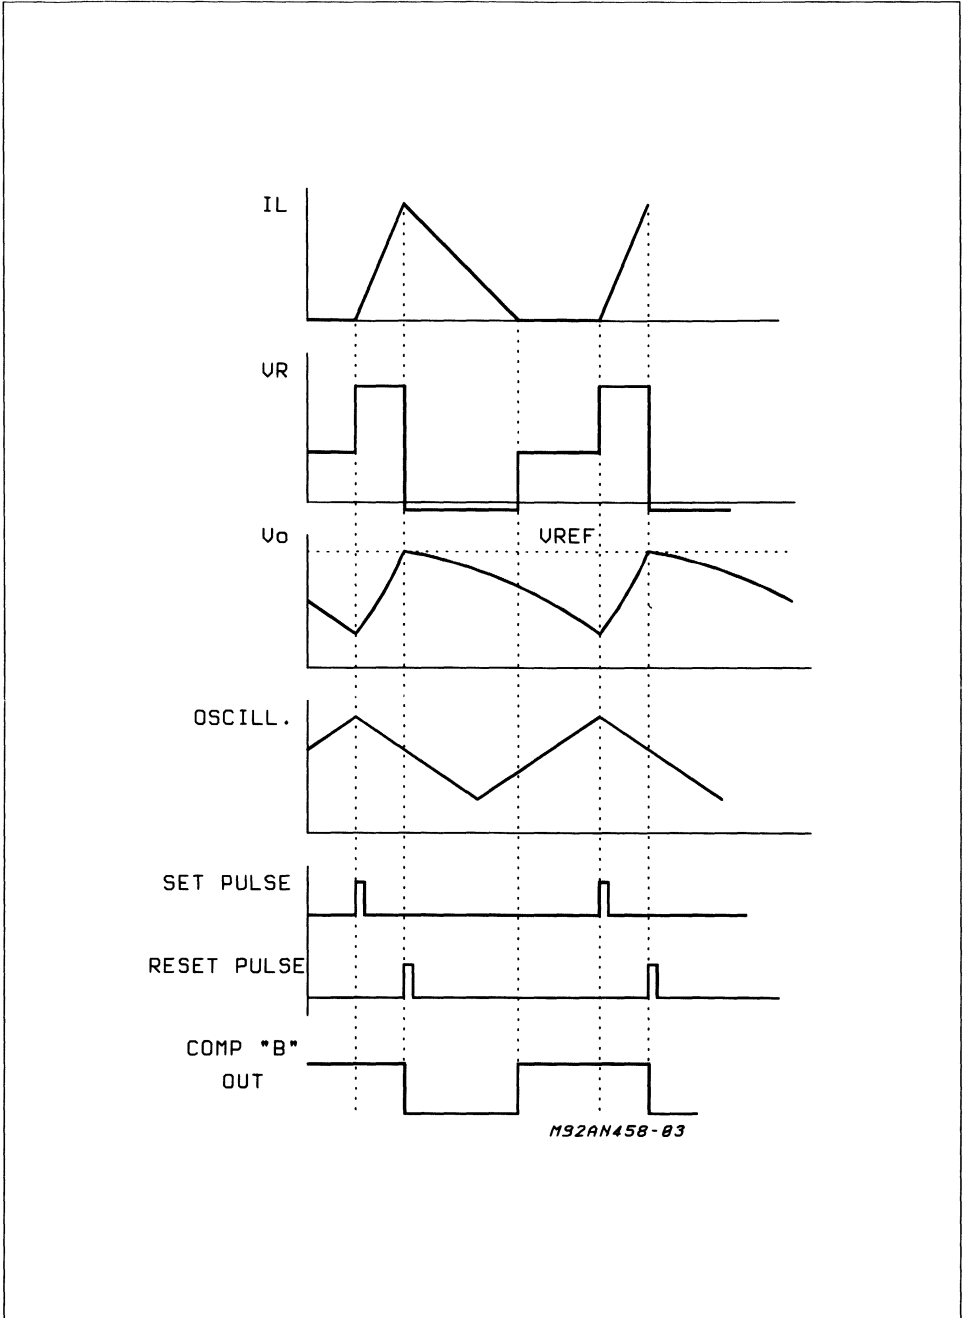 IL
VR
Vo
VREF
OSCILL.
SET PULSE
RESET PULSE
COMP "B"
OUT
M92AN458-03